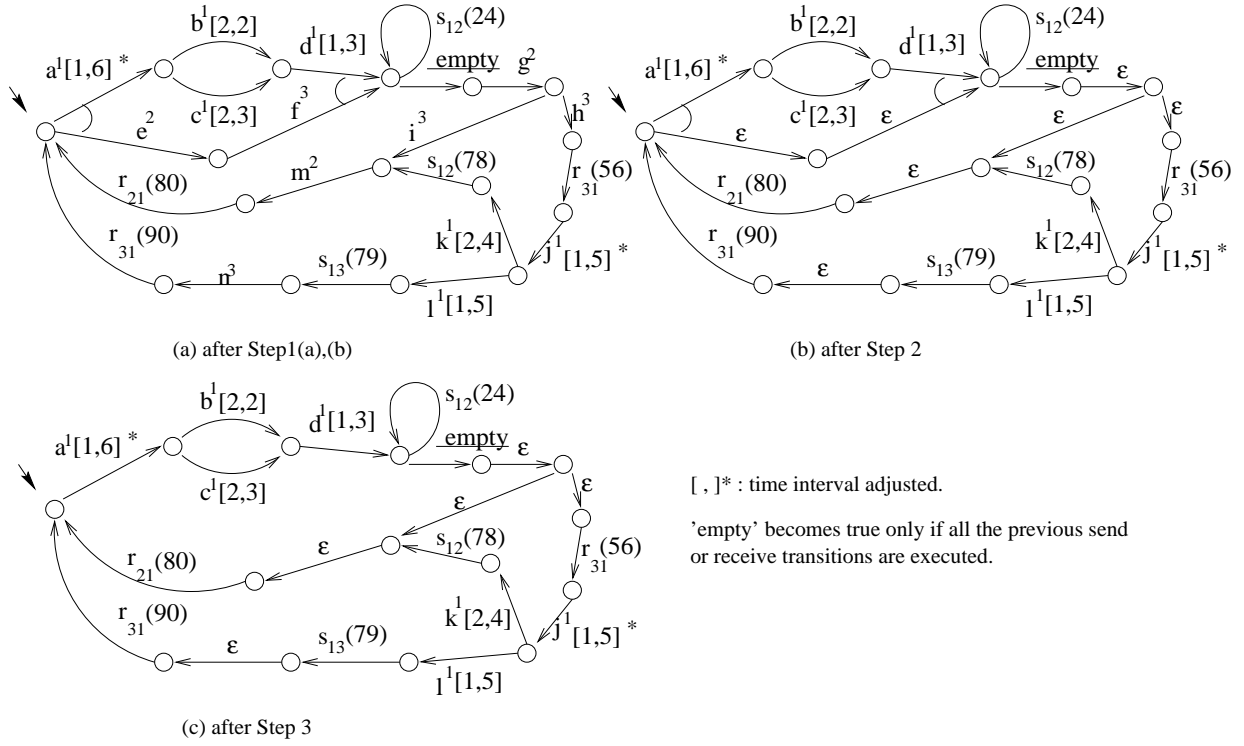 s₁₂(24)
b¹[2,2]
d¹[1,3]
empty
g²
a¹[1,6] *
c¹[2,3]
f³
h³
e²
i³
s₁₂(78)
r₃₁(56)
m²
r₂₁(80)
k¹[2,4]
j¹[1,5] *
r₃₁(90)
n³
s₁₃(79)
l¹[1,5]
(a) after Step1(a),(b)
s₁₂(24)
b¹[2,2]
d¹[1,3]
empty
ε
a¹[1,6] *
c¹[2,3]
ε
ε
ε
ε
s₁₂(78)
r₃₁(56)
ε
r₂₁(80)
k¹[2,4]
j¹[1,5] *
r₃₁(90)
ε
s₁₃(79)
l¹[1,5]
(b) after Step 2
s₁₂(24)
b¹[2,2]
d¹[1,3]
empty
ε
a¹[1,6] *
c¹[2,3]
ε
ε
s₁₂(78)
r₃₁(56)
ε
r₂₁(80)
k¹[2,4]
j¹[1,5] *
r₃₁(90)
ε
s₁₃(79)
l¹[1,5]
(c) after Step 3
[ , ]* : time interval adjusted.
'empty' becomes true only if all the previous send
or receive transitions are executed.